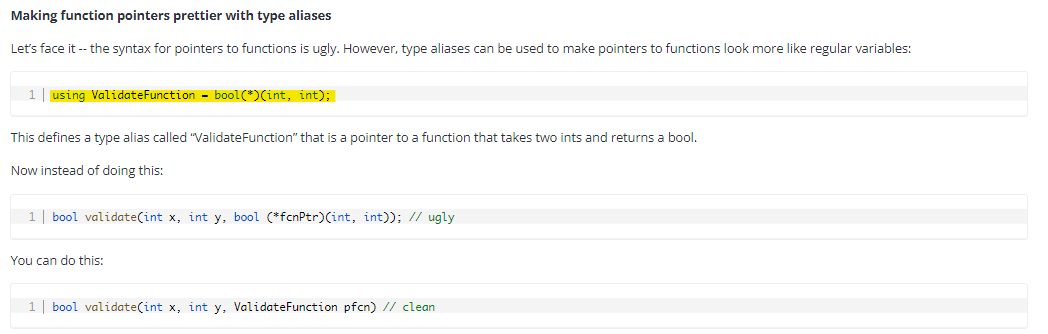 Making function pointers prettier with type aliases
Let's face it -- the syntax for pointers to functions is ugly. However, type aliases can be used to make pointers to functions look more like regular variables:
1 using ValidateFunction = bool(*)(int, int);
This defines a type alias called “ValidateFunction” that is a pointer to a function that takes two ints and returns a bool.
Now instead of doing this:
1 bool validate(int x, int y, bool (*fcnPtr)(int, int)); // ugly
You can do this:
1 bool validate(int x, int y, ValidateFunction pfcn) // clean